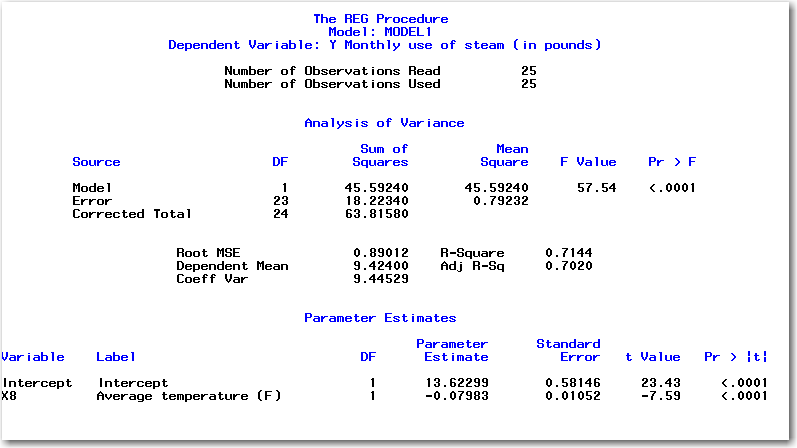 The REG Procedure
Model: MODEL1
Dependent Variable: Y Monthly use of steam (in pounds)
Number of Observations Read 25
Number of Observations Used 25
Analysis of Variance
Sum of Mean
Source DF Squares Square F Value Pr > F
Model 1 45.59240 45.59240 57.54 <.0001
Error 23 18.22340 0.79232
Corrected Total 24 63.81580
Root MSE 0.89012 R-Square 0.7144
Dependent Mean 9.42400 Adj R-Sq 0.7020
Coeff Var 9.44529
Parameter Estimates
Parameter Standard
Variable Label DF Estimate Error t Value Pr > |t|
Intercept Intercept 1 13.62299 0.58146 23.43 <.0001
X8 Average temperature (F) 1 -0.07983 0.01052 -7.59 <.0001